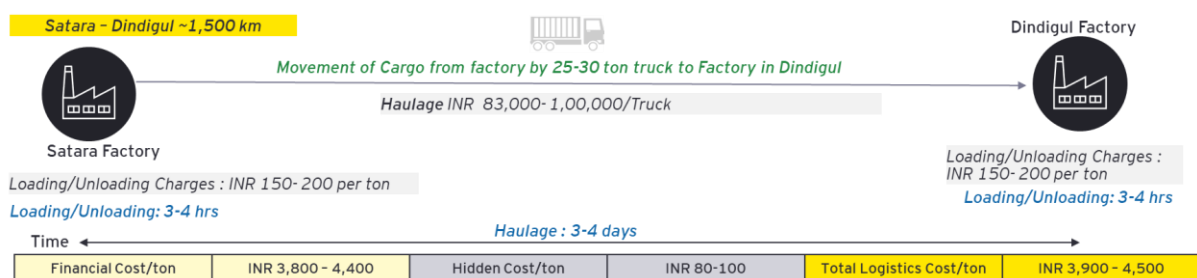 Satara – Dindigul ~1,500 km
Dindigul Factory
Movement of Cargo from factory by 25-30 ton truck to Factory in Dindigul
Haulage INR 83,000- 1,00,000/Truck
Satara Factory
Loading/Unloading Charges : INR 150- 200 per ton
Loading/Unloading: 3-4 hrs
Loading/Unloading Charges :
INR 150- 200 per ton
Loading/Unloading: 3-4 hrs
Haulage : 3-4 days
Time
Financial Cost/ton INR 3,800 – 4,400 Hidden Cost/ton INR 80-100 Total Logistics Cost/ton INR 3,900 – 4,500